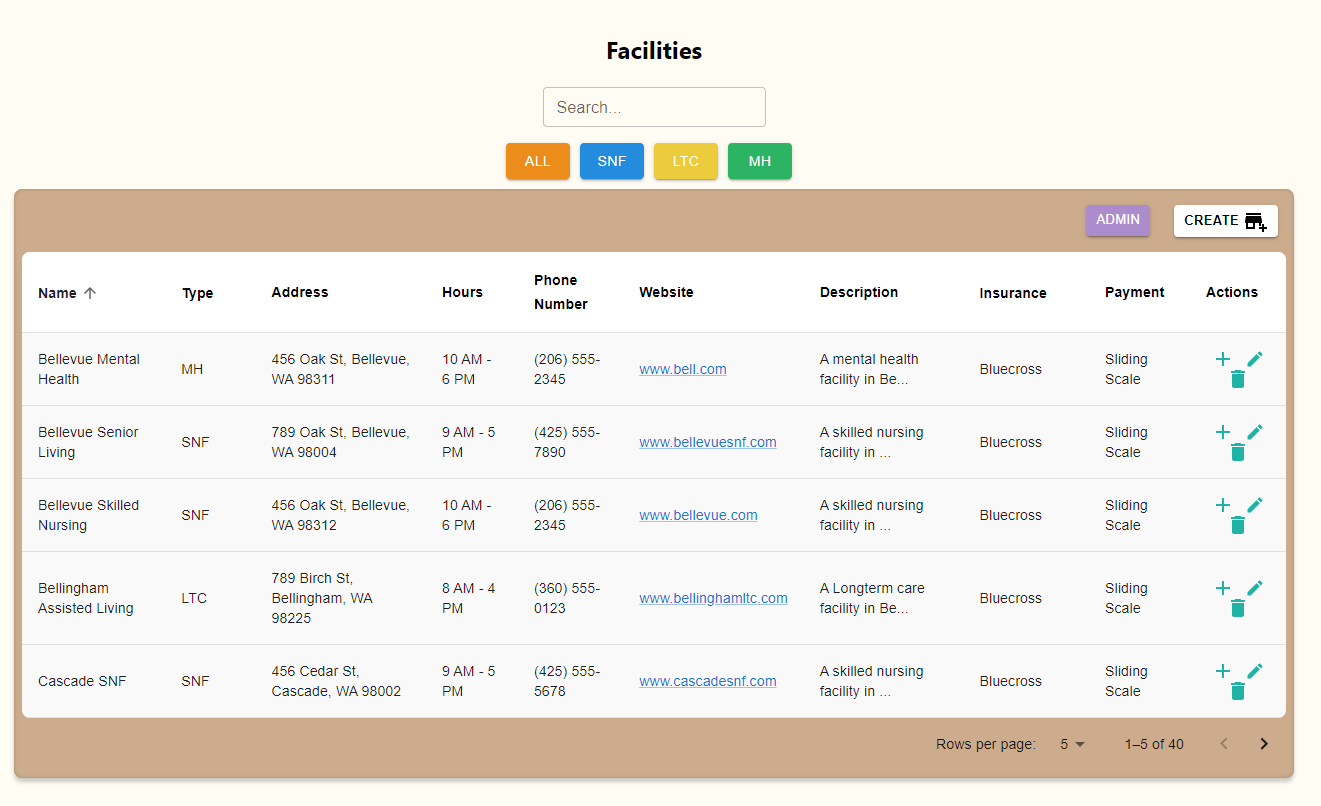 Facilities
Search...
ALL SNF LTC MH
ADMIN CREATE
Name Type Address Hours Phone Number Website Description Insurance Payment Actions
Bellevue Mental Health MH 456 Oak St, Bellevue, WA 98311 10 AM - 6 PM (206) 555-2345 www.bell.com A mental health facility in Be... Bluecross Sliding Scale
Bellevue Senior Living SNF 789 Oak St, Bellevue, WA 98004 9 AM - 5 PM (425) 555-7890 www.bellevuesnf.com A skilled nursing facility in ... Bluecross Sliding Scale
Bellevue Skilled Nursing SNF 456 Oak St, Bellevue, WA 98312 10 AM - 6 PM (206) 555-2345 www.bellevue.com A skilled nursing facility in ... Bluecross Sliding Scale
Bellingham Assisted Living LTC 789 Birch St, Bellingham, WA 98225 8 AM - 4 PM (360) 555-0123 www.bellinghamltc.com A Longterm care facility in Be... Bluecross Sliding Scale
Cascade SNF SNF 456 Cedar St, Cascade, WA 98002 9 AM - 5 PM (425) 555-5678 www.cascadesnf.com A skilled nursing facility in ... Bluecross Sliding Scale
Rows per page: 5 1–5 of 40